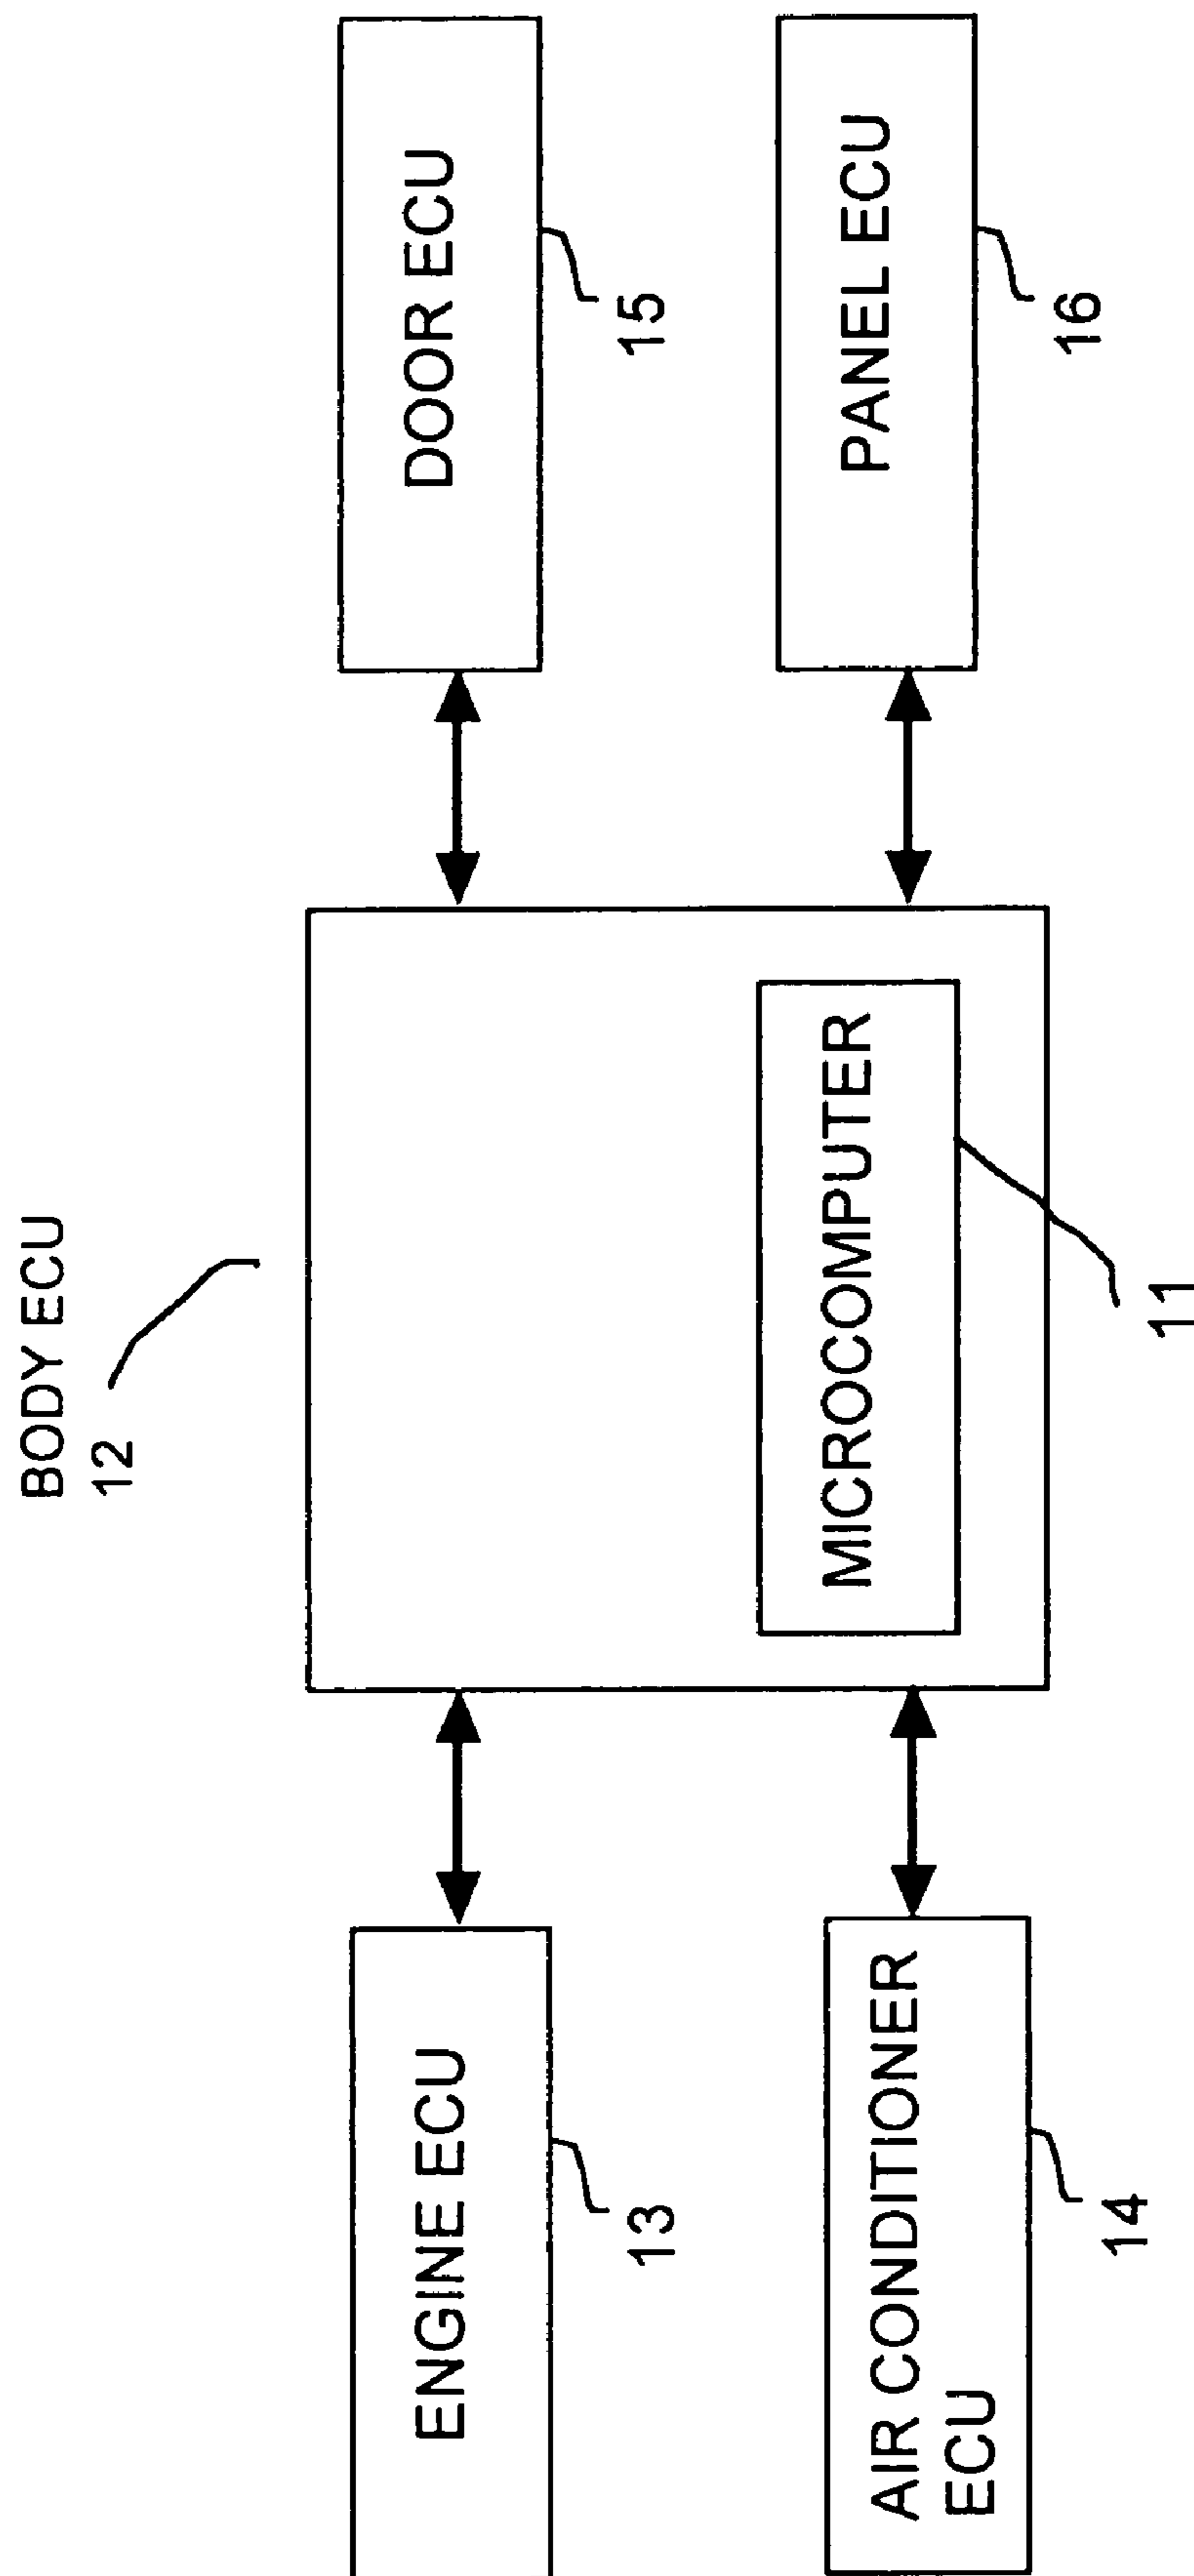 BODY ECU
12
ENGINE ECU
13
AIR CONDITIONER
ECU
14
MICROCOMPUTER
11
DOOR ECU
15
PANEL ECU
16